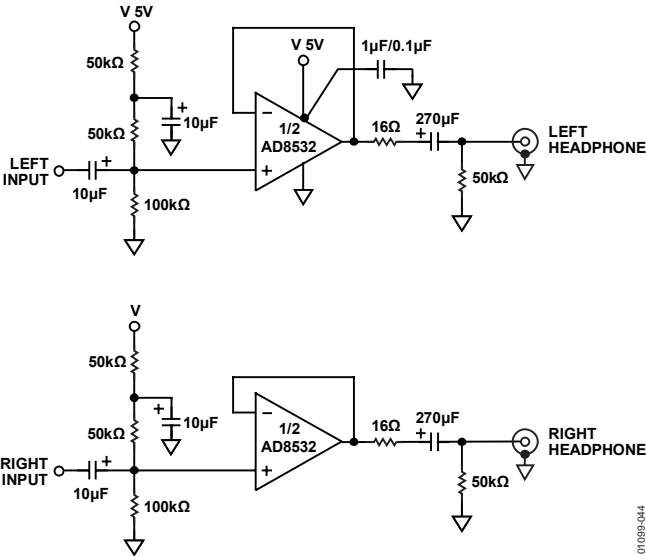 V 5V
50kΩ
V 5V
1µF/0.1µF
+
10µF
50kΩ
−
1/2
AD8532
+
16Ω
270µF
+
LEFT
HEADPHONE
LEFT
INPUT
+
10µF
100kΩ
50kΩ
V
50kΩ
+
10µF
50kΩ
−
1/2
AD8532
+
16Ω
270µF
+
RIGHT
HEADPHONE
RIGHT
INPUT
+
10µF
100kΩ
50kΩ
01099-044